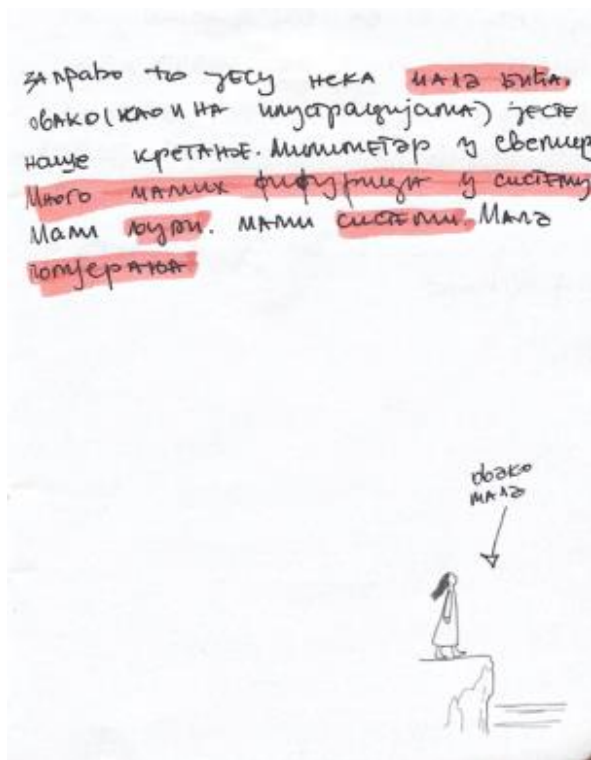 заправо то јесу нека мала бића.
овако (као и на илустрацијама) јесте
наше кретање. Милиметар у свемиру
Много малих фигурица у систему
Мали људи. мали системи. Мала
помјерања
овако
мала